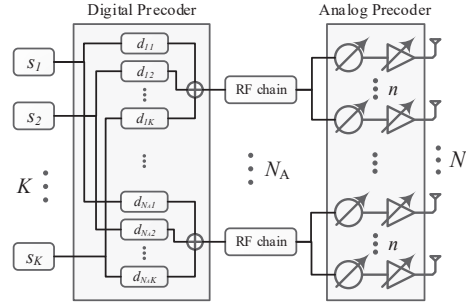 Digital Precoder Analog Precoder
s1 d11
d12 n
s2 d1K RF chain
K NA N
dNA1
dNA2 RF chain n
sK dNAK